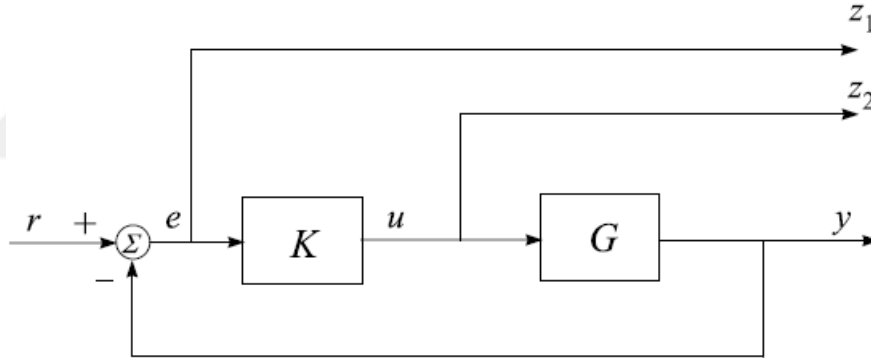 z₁
z₂
r + e K u G y
Σ
−